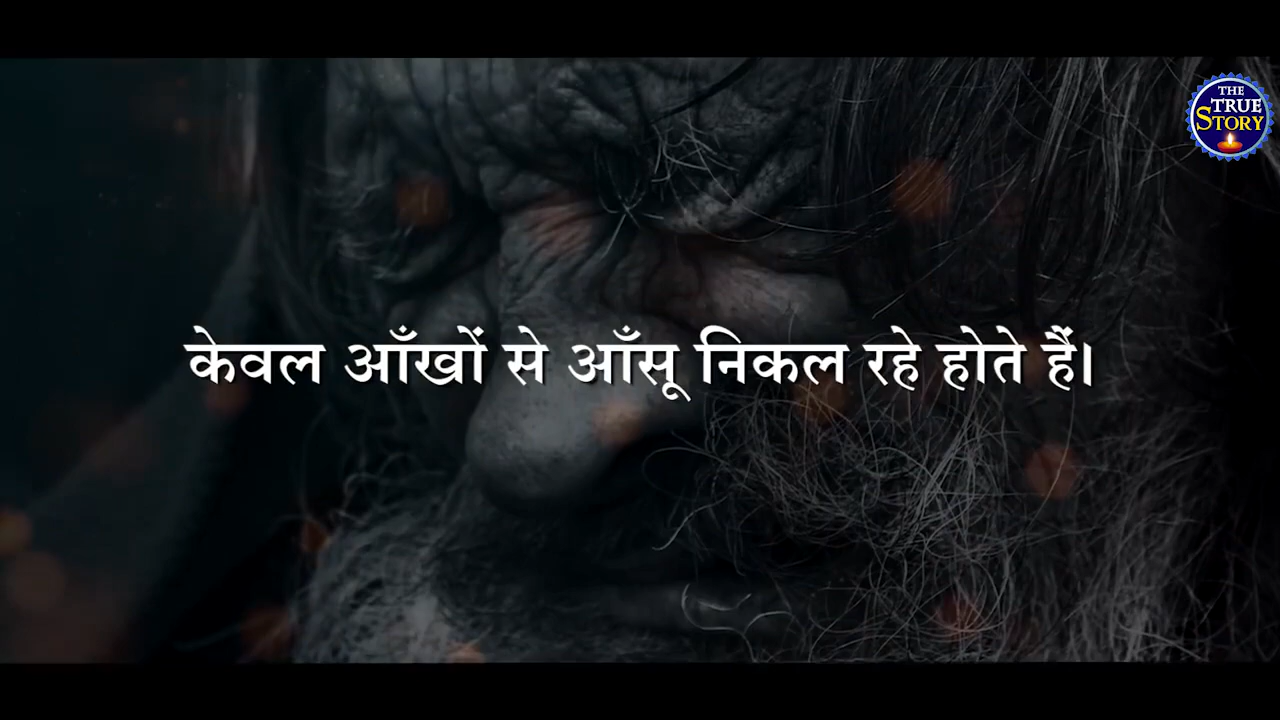 THE
TRUE
STORY
केवल आँखों से आँसू निकल रहे होते हैं।